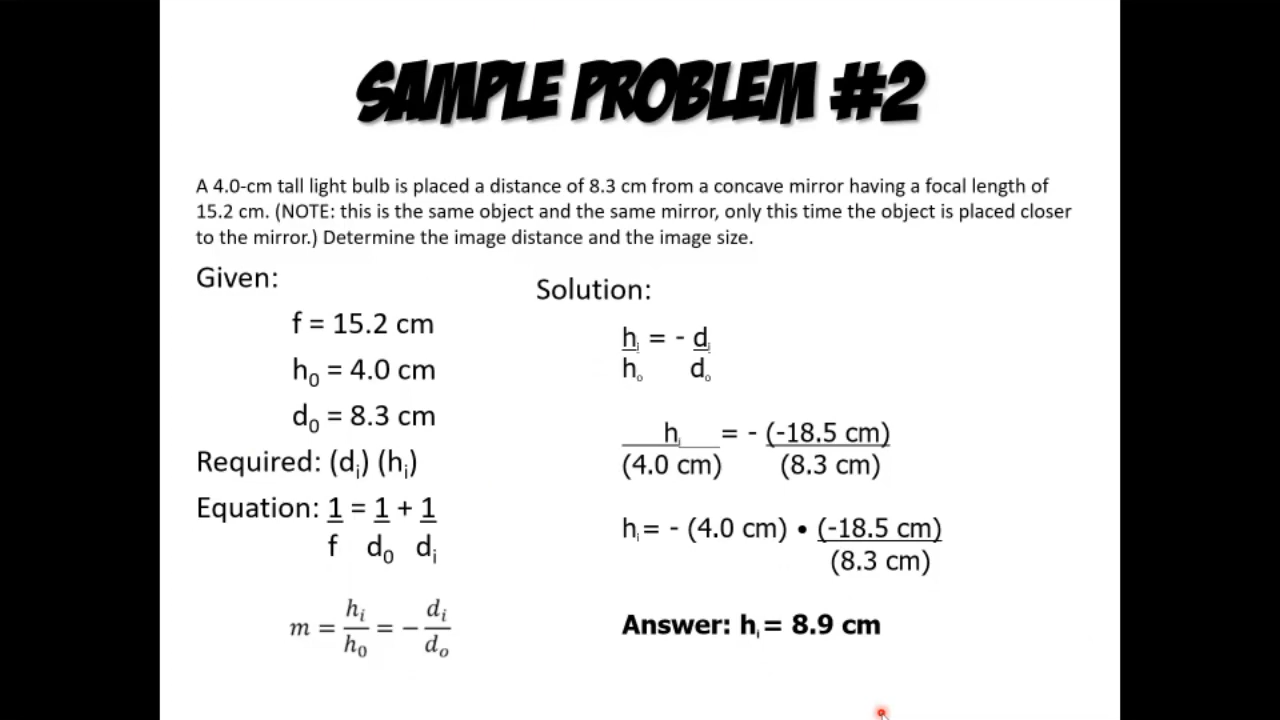 SAMPLE PROBLEM #2
A 4.0-cm tall light bulb is placed a distance of 8.3 cm from a concave mirror having a focal length of
15.2 cm. (NOTE: this is the same object and the same mirror, only this time the object is placed closer
to the mirror.) Determine the image distance and the image size.
Given:
f = 15.2 cm
h₀ = 4.0 cm
d₀ = 8.3 cm
Required: (dᵢ) (hᵢ)
Equation: 1 = 1 + 1
f d₀ dᵢ
m = hᵢ/h₀ = − dᵢ/dₒ
Solution:
hᵢ = - dᵢ
hₒ dₒ
hᵢ = - (-18.5 cm)
(4.0 cm) (8.3 cm)
hᵢ = - (4.0 cm) • (-18.5 cm)
(8.3 cm)
Answer: hᵢ = 8.9 cm